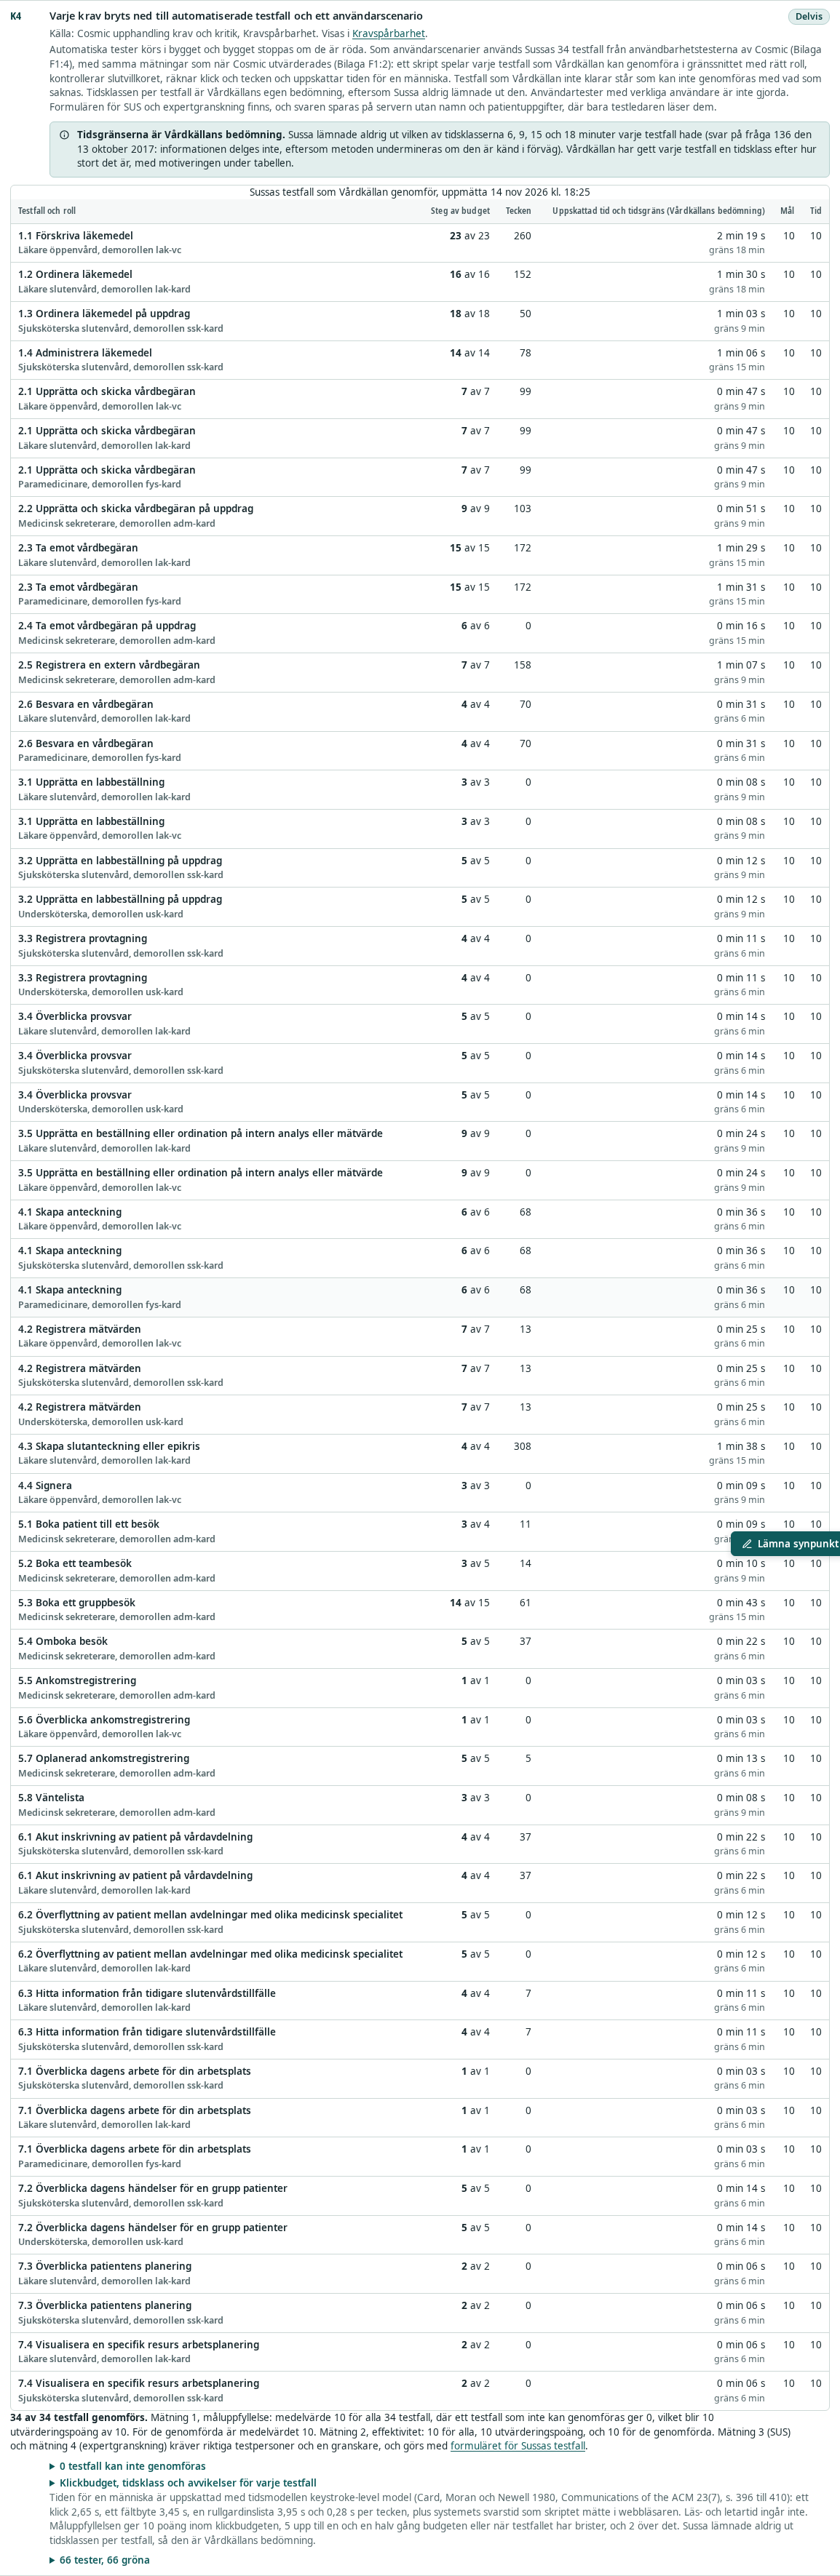 K4 Varje krav bryts ned till automatiserade testfall och ett användarscenario Delvis
Källa: Cosmic upphandling krav och kritik, Kravspårbarhet. Visas i Kravspårbarhet.
Automatiska tester körs i bygget och bygget stoppas om de är röda. Som användarscenarier används Sussas 34 testfall från användbarhetstesterna av Cosmic (Bilaga
F1:4), med samma mätningar som när Cosmic utvärderades (Bilaga F1:2): ett skript spelar varje testfall som Vårdkällan kan genomföra i gränssnittet med rätt roll,
kontrollerar slutvillkoret, räknar klick och tecken och uppskattar tiden för en människa. Testfall som Vårdkällan inte klarar står som kan inte genomföras med vad som
saknas. Tidsklassen per testfall är Vårdkällans egen bedömning, eftersom Sussa aldrig lämnade ut den. Användartester med verkliga användare är inte gjorda.
Formulären för SUS och expertgranskning finns, och svaren sparas på servern utan namn och patientuppgifter, där bara testledaren läser dem.
Tidsgränserna är Vårdkällans bedömning. Sussa lämnade aldrig ut vilken av tidsklasserna 6, 9, 15 och 18 minuter varje testfall hade (svar på fråga 136 den
13 oktober 2017: informationen delges inte, eftersom metoden undermineras om den är känd i förväg). Vårdkällan har gett varje testfall en tidsklass efter hur
stort det är, med motiveringen under tabellen.
Sussas testfall som Vårdkällan genomför, uppmätta 14 nov 2026 kl. 18:25
Testfall och roll Steg av budget Tecken Uppskattad tid och tidsgräns (Vårdkällans bedömning) Mål Tid
1.1 Förskriva läkemedel 23 av 23 260 2 min 19 s 10 10
Läkare öppenvård, demorollen lak-vc gräns 18 min
1.2 Ordinera läkemedel 16 av 16 152 1 min 30 s 10 10
Läkare slutenvård, demorollen lak-kard gräns 18 min
1.3 Ordinera läkemedel på uppdrag 18 av 18 50 1 min 03 s 10 10
Sjuksköterska slutenvård, demorollen ssk-kard gräns 9 min
1.4 Administrera läkemedel 14 av 14 78 1 min 06 s 10 10
Sjuksköterska slutenvård, demorollen ssk-kard gräns 15 min
2.1 Upprätta och skicka vårdbegäran 7 av 7 99 0 min 47 s 10 10
Läkare öppenvård, demorollen lak-vc gräns 9 min
2.1 Upprätta och skicka vårdbegäran 7 av 7 99 0 min 47 s 10 10
Läkare slutenvård, demorollen lak-kard gräns 9 min
2.1 Upprätta och skicka vårdbegäran 7 av 7 99 0 min 47 s 10 10
Paramedicinare, demorollen fys-kard gräns 9 min
2.2 Upprätta och skicka vårdbegäran på uppdrag 9 av 9 103 0 min 51 s 10 10
Medicinsk sekreterare, demorollen adm-kard gräns 9 min
2.3 Ta emot vårdbegäran 15 av 15 172 1 min 29 s 10 10
Läkare slutenvård, demorollen lak-kard gräns 15 min
2.3 Ta emot vårdbegäran 15 av 15 172 1 min 31 s 10 10
Paramedicinare, demorollen fys-kard gräns 15 min
2.4 Ta emot vårdbegäran på uppdrag 6 av 6 0 0 min 16 s 10 10
Medicinsk sekreterare, demorollen adm-kard gräns 15 min
2.5 Registrera en extern vårdbegäran 7 av 7 158 1 min 07 s 10 10
Medicinsk sekreterare, demorollen adm-kard gräns 9 min
2.6 Besvara en vårdbegäran 4 av 4 70 0 min 31 s 10 10
Läkare slutenvård, demorollen lak-kard gräns 6 min
2.6 Besvara en vårdbegäran 4 av 4 70 0 min 31 s 10 10
Paramedicinare, demorollen fys-kard gräns 6 min
3.1 Upprätta en labbeställning 3 av 3 0 0 min 08 s 10 10
Läkare slutenvård, demorollen lak-kard gräns 9 min
3.1 Upprätta en labbeställning 3 av 3 0 0 min 08 s 10 10
Läkare öppenvård, demorollen lak-vc gräns 9 min
3.2 Upprätta en labbeställning på uppdrag 5 av 5 0 0 min 12 s 10 10
Sjuksköterska slutenvård, demorollen ssk-kard gräns 9 min
3.2 Upprätta en labbeställning på uppdrag 5 av 5 0 0 min 12 s 10 10
Undersköterska, demorollen usk-kard gräns 9 min
3.3 Registrera provtagning 4 av 4 0 0 min 11 s 10 10
Sjuksköterska slutenvård, demorollen ssk-kard gräns 6 min
3.3 Registrera provtagning 4 av 4 0 0 min 11 s 10 10
Undersköterska, demorollen usk-kard gräns 6 min
3.4 Överblicka provsvar 5 av 5 0 0 min 14 s 10 10
Läkare slutenvård, demorollen lak-kard gräns 6 min
3.4 Överblicka provsvar 5 av 5 0 0 min 14 s 10 10
Sjuksköterska slutenvård, demorollen ssk-kard gräns 6 min
3.4 Överblicka provsvar 5 av 5 0 0 min 14 s 10 10
Undersköterska, demorollen usk-kard gräns 6 min
3.5 Upprätta en beställning eller ordination på intern analys eller mätvärde 9 av 9 0 0 min 24 s 10 10
Läkare slutenvård, demorollen lak-kard gräns 9 min
3.5 Upprätta en beställning eller ordination på intern analys eller mätvärde 9 av 9 0 0 min 24 s 10 10
Läkare öppenvård, demorollen lak-vc gräns 9 min
4.1 Skapa anteckning 6 av 6 68 0 min 36 s 10 10
Läkare öppenvård, demorollen lak-vc gräns 6 min
4.1 Skapa anteckning 6 av 6 68 0 min 36 s 10 10
Sjuksköterska slutenvård, demorollen ssk-kard gräns 6 min
4.1 Skapa anteckning 6 av 6 68 0 min 36 s 10 10
Paramedicinare, demorollen fys-kard gräns 6 min
4.2 Registrera mätvärden 7 av 7 13 0 min 25 s 10 10
Läkare öppenvård, demorollen lak-vc gräns 6 min
4.2 Registrera mätvärden 7 av 7 13 0 min 25 s 10 10
Sjuksköterska slutenvård, demorollen ssk-kard gräns 6 min
4.2 Registrera mätvärden 7 av 7 13 0 min 25 s 10 10
Undersköterska, demorollen usk-kard gräns 6 min
4.3 Skapa slutanteckning eller epikris 4 av 4 308 1 min 38 s 10 10
Läkare slutenvård, demorollen lak-kard gräns 15 min
4.4 Signera 3 av 3 0 0 min 09 s 10 10
Läkare öppenvård, demorollen lak-vc gräns 9 min
5.1 Boka patient till ett besök 3 av 4 11 0 min 09 s 10 10
Medicinsk sekreterare, demorollen adm-kard
Lämna synpunkt
5.2 Boka ett teambesök 3 av 5 14 0 min 10 s 10 10
Medicinsk sekreterare, demorollen adm-kard gräns 9 min
5.3 Boka ett gruppbesök 14 av 15 61 0 min 43 s 10 10
Medicinsk sekreterare, demorollen adm-kard gräns 15 min
5.4 Omboka besök 5 av 5 37 0 min 22 s 10 10
Medicinsk sekreterare, demorollen adm-kard gräns 6 min
5.5 Ankomstregistrering 1 av 1 0 0 min 03 s 10 10
Medicinsk sekreterare, demorollen adm-kard gräns 6 min
5.6 Överblicka ankomstregistrering 1 av 1 0 0 min 03 s 10 10
Läkare öppenvård, demorollen lak-vc gräns 6 min
5.7 Oplanerad ankomstregistrering 5 av 5 5 0 min 13 s 10 10
Medicinsk sekreterare, demorollen adm-kard gräns 6 min
5.8 Väntelista 3 av 3 0 0 min 08 s 10 10
Medicinsk sekreterare, demorollen adm-kard gräns 9 min
6.1 Akut inskrivning av patient på vårdavdelning 4 av 4 37 0 min 22 s 10 10
Sjuksköterska slutenvård, demorollen ssk-kard gräns 6 min
6.1 Akut inskrivning av patient på vårdavdelning 4 av 4 37 0 min 22 s 10 10
Läkare slutenvård, demorollen lak-kard gräns 6 min
6.2 Överflyttning av patient mellan avdelningar med olika medicinsk specialitet 5 av 5 0 0 min 12 s 10 10
Sjuksköterska slutenvård, demorollen ssk-kard gräns 6 min
6.2 Överflyttning av patient mellan avdelningar med olika medicinsk specialitet 5 av 5 0 0 min 12 s 10 10
Läkare slutenvård, demorollen lak-kard gräns 6 min
6.3 Hitta information från tidigare slutenvårdstillfälle 4 av 4 7 0 min 11 s 10 10
Läkare slutenvård, demorollen lak-kard gräns 6 min
6.3 Hitta information från tidigare slutenvårdstillfälle 4 av 4 7 0 min 11 s 10 10
Sjuksköterska slutenvård, demorollen ssk-kard gräns 6 min
7.1 Överblicka dagens arbete för din arbetsplats 1 av 1 0 0 min 03 s 10 10
Sjuksköterska slutenvård, demorollen ssk-kard gräns 6 min
7.1 Överblicka dagens arbete för din arbetsplats 1 av 1 0 0 min 03 s 10 10
Läkare slutenvård, demorollen lak-kard gräns 6 min
7.1 Överblicka dagens arbete för din arbetsplats 1 av 1 0 0 min 03 s 10 10
Paramedicinare, demorollen fys-kard gräns 6 min
7.2 Överblicka dagens händelser för en grupp patienter 5 av 5 0 0 min 14 s 10 10
Sjuksköterska slutenvård, demorollen ssk-kard gräns 6 min
7.2 Överblicka dagens händelser för en grupp patienter 5 av 5 0 0 min 14 s 10 10
Undersköterska, demorollen usk-kard gräns 6 min
7.3 Överblicka patientens planering 2 av 2 0 0 min 06 s 10 10
Läkare slutenvård, demorollen lak-kard gräns 6 min
7.3 Överblicka patientens planering 2 av 2 0 0 min 06 s 10 10
Sjuksköterska slutenvård, demorollen ssk-kard gräns 6 min
7.4 Visualisera en specifik resurs arbetsplanering 2 av 2 0 0 min 06 s 10 10
Läkare slutenvård, demorollen lak-kard gräns 6 min
7.4 Visualisera en specifik resurs arbetsplanering 2 av 2 0 0 min 06 s 10 10
Sjuksköterska slutenvård, demorollen ssk-kard gräns 6 min
34 av 34 testfall genomförs. Mätning 1, måluppfyllelse: medelvärde 10 för alla 34 testfall, där ett testfall som inte kan genomföras ger 0, vilket blir 10
utvärderingspoäng av 10. För de genomförda är medelvärdet 10. Mätning 2, effektivitet: 10 för alla, 10 utvärderingspoäng, och 10 för de genomförda. Mätning 3 (SUS)
och mätning 4 (expertgranskning) kräver riktiga testpersoner och en granskare, och görs med formuläret för Sussas testfall.
0 testfall kan inte genomföras
Klickbudget, tidsklass och avvikelser för varje testfall
Tiden för en människa är uppskattad med tidsmodellen keystroke-level model (Card, Moran och Newell 1980, Communications of the ACM 23(7), s. 396 till 410): ett
klick 2,65 s, ett fältbyte 3,45 s, en rullgardinslista 3,95 s och 0,28 s per tecken, plus systemets svarstid som skriptet mätte i webbläsaren. Läs- och letartid ingår inte.
Måluppfyllelsen ger 10 poäng inom klickbudgeten, 5 upp till en och en halv gång budgeten eller när testfallet har brister, och 2 över det. Sussa lämnade aldrig ut
tidsklassen per testfall, så den är Vårdkällans bedömning.
66 tester, 66 gröna